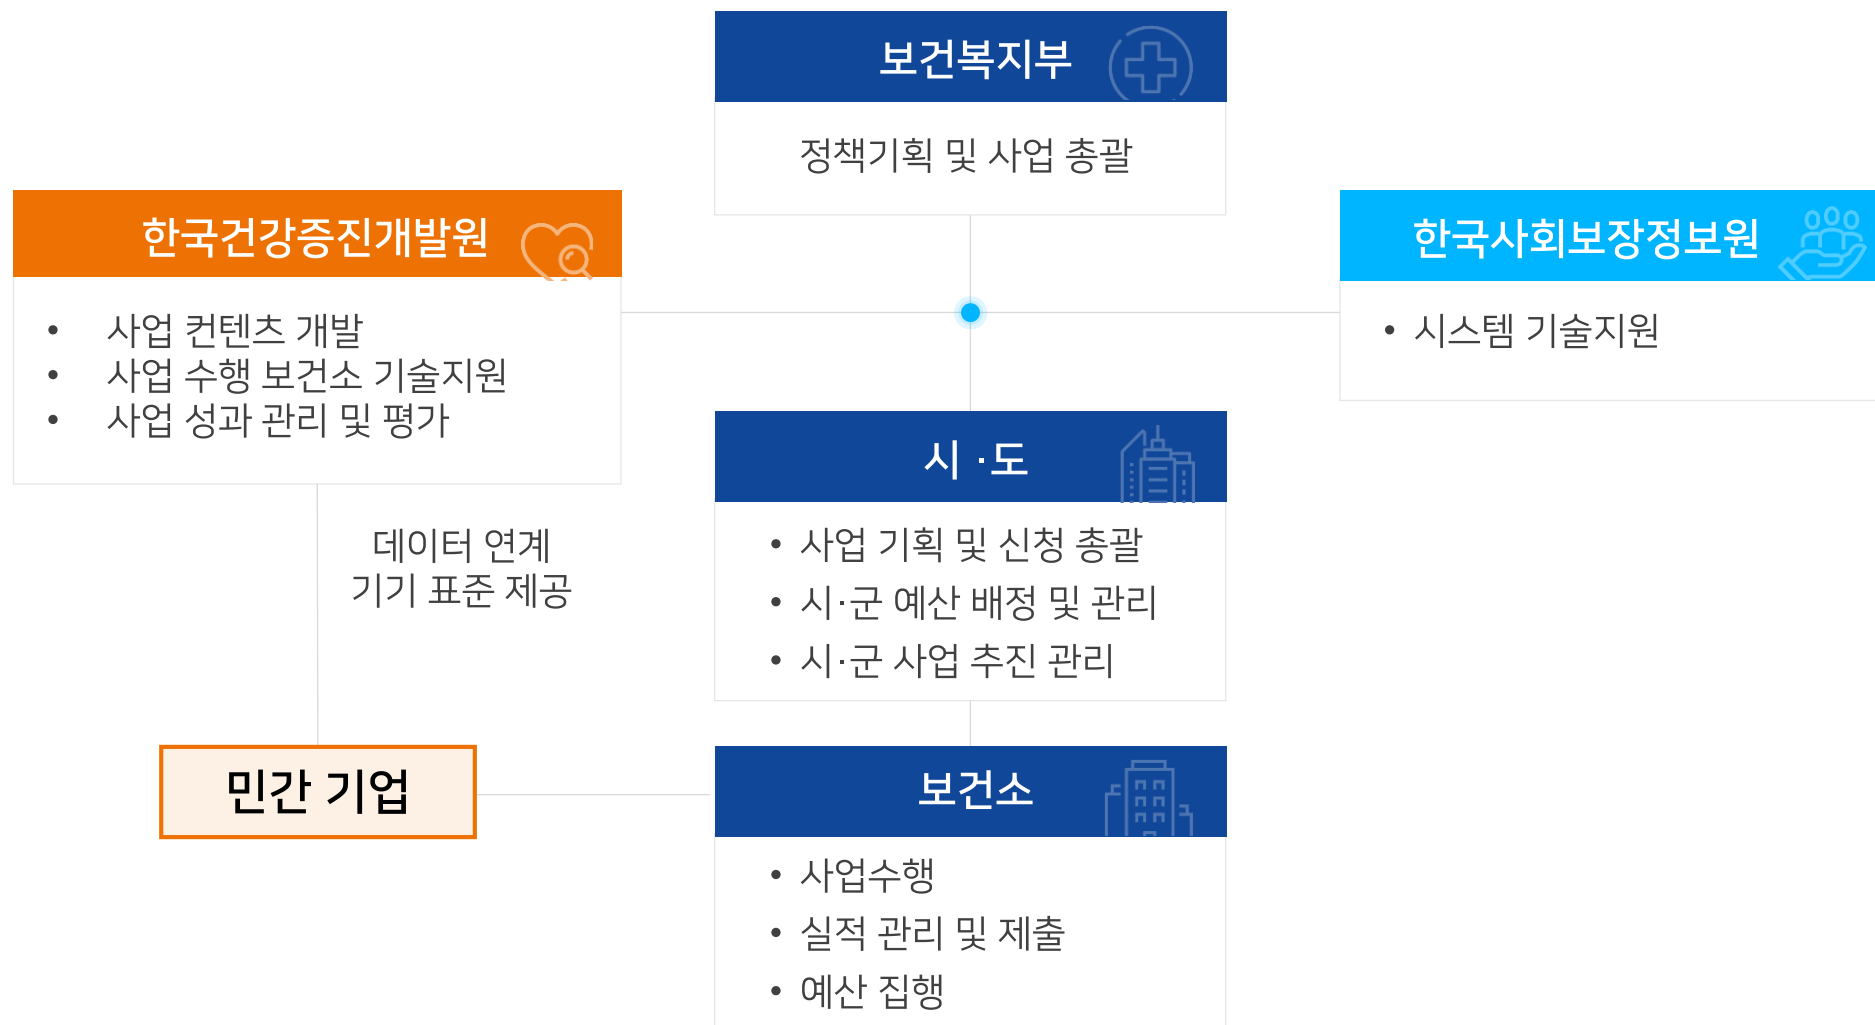 보건복지부
정책기획 및 사업 총괄
한국건강증진개발원
• 사업 컨텐츠 개발
• 사업 수행 보건소 기술지원
• 사업 성과 관리 및 평가
한국사회보장정보원
• 시스템 기술지원
시 ·도
• 사업 기획 및 신청 총괄
• 시·군 예산 배정 및 관리
• 시·군 사업 추진 관리
데이터 연계
기기 표준 제공
민간 기업
보건소
• 사업수행
• 실적 관리 및 제출
• 예산 집행